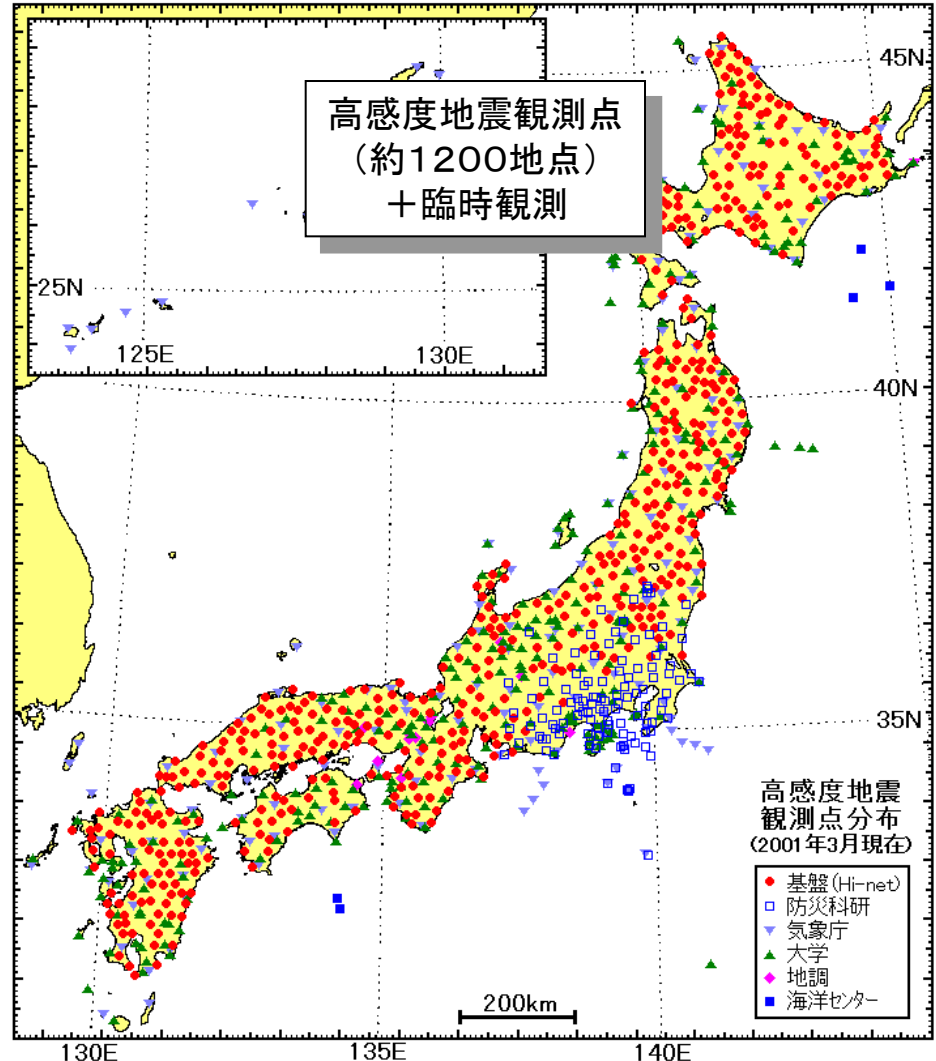 高感度地震観測点
（約1200地点）
＋臨時観測
45N
25N
125E
130E
40N
35N
高感度地震
観測点分布
(2001年3月現在)
基盤(Hi-net)
防災科研
気象庁
大学
地調
海洋センター
200km
130E
135E
140E